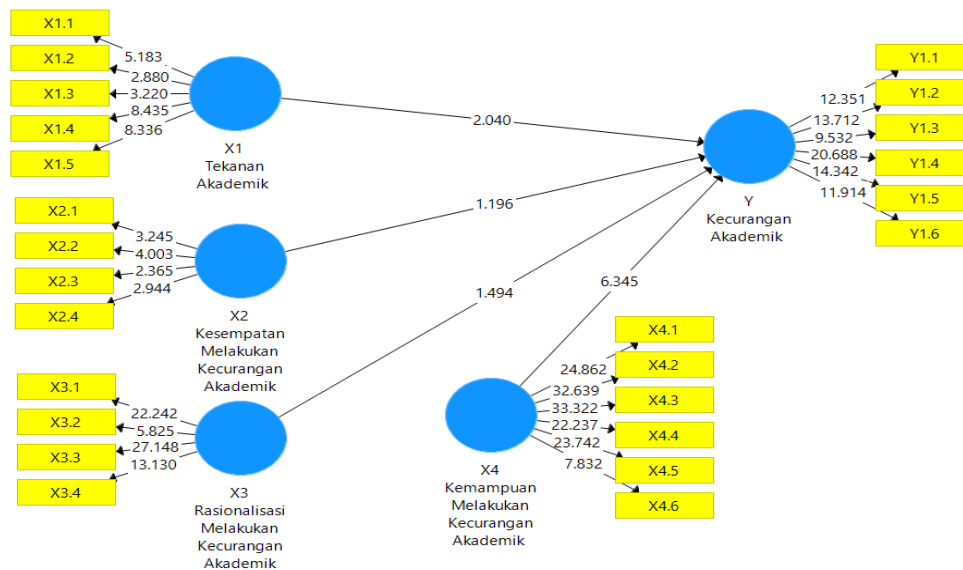 X1.1
X1.2
X1.3
X1.4
X1.5
5.183
2.880
3.220
8.435
8.336
X1
Tekanan
Akademik
2.040
X2.1
X2.2
X2.3
X2.4
3.245
4.003
2.365
2.944
X2
Kesempatan
Melakukan
Kecurangan
Akademik
1.196
X3.1
X3.2
X3.3
X3.4
22.242
5.825
27.148
13.130
X3
Rasionalisasi
Melakukan
Kecurangan
Akademik
1.494
X4
Kemampuan
Melakukan
Kecurangan
Akademik
6.345
24.862
32.639
33.322
22.237
23.742
7.832
X4.1
X4.2
X4.3
X4.4
X4.5
X4.6
Y
Kecurangan
Akademik
12.351
13.712
9.532
20.688
14.342
11.914
Y1.1
Y1.2
Y1.3
Y1.4
Y1.5
Y1.6